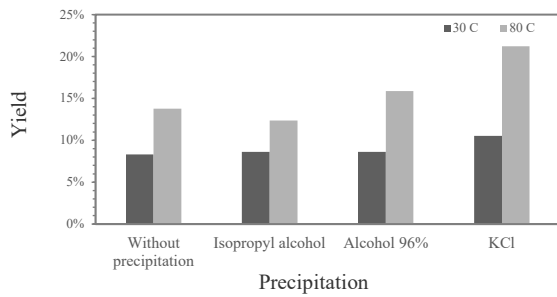 25%
30 C 80 C
20%
15%
10%
5%
0%
Yield
Without precipitation
Isopropyl alcohol
Alcohol 96%
KCl
Precipitation